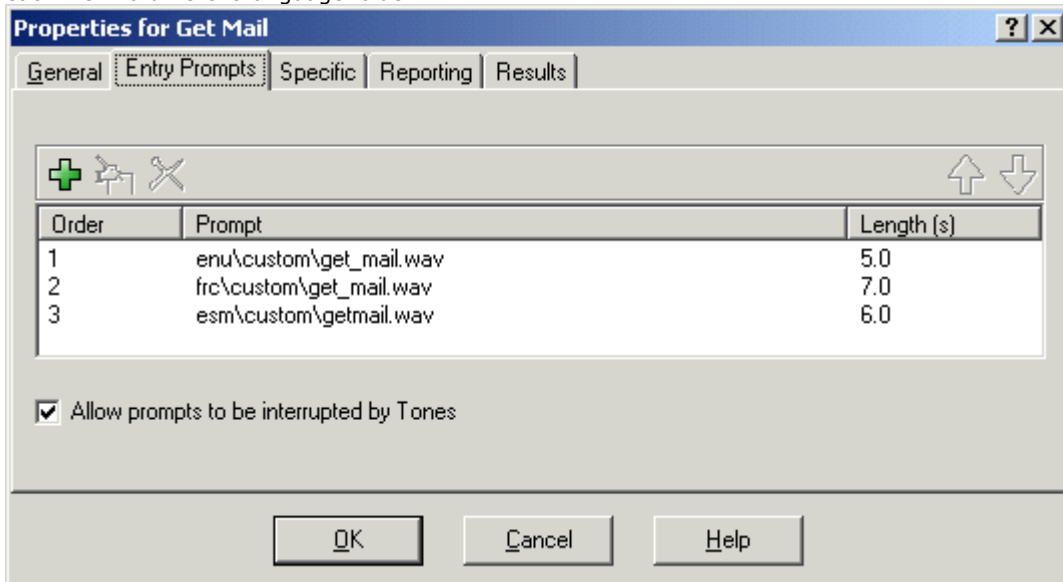 Properties for Get Mail
General Entry Prompts Specific Reporting Results
Order Prompt Length (s)
1 enu\custom\get_mail.wav 5.0
2 frc\custom\get_mail.wav 7.0
3 esm\custom\getmail.wav 6.0
Allow prompts to be interrupted by Tones
OK Cancel Help